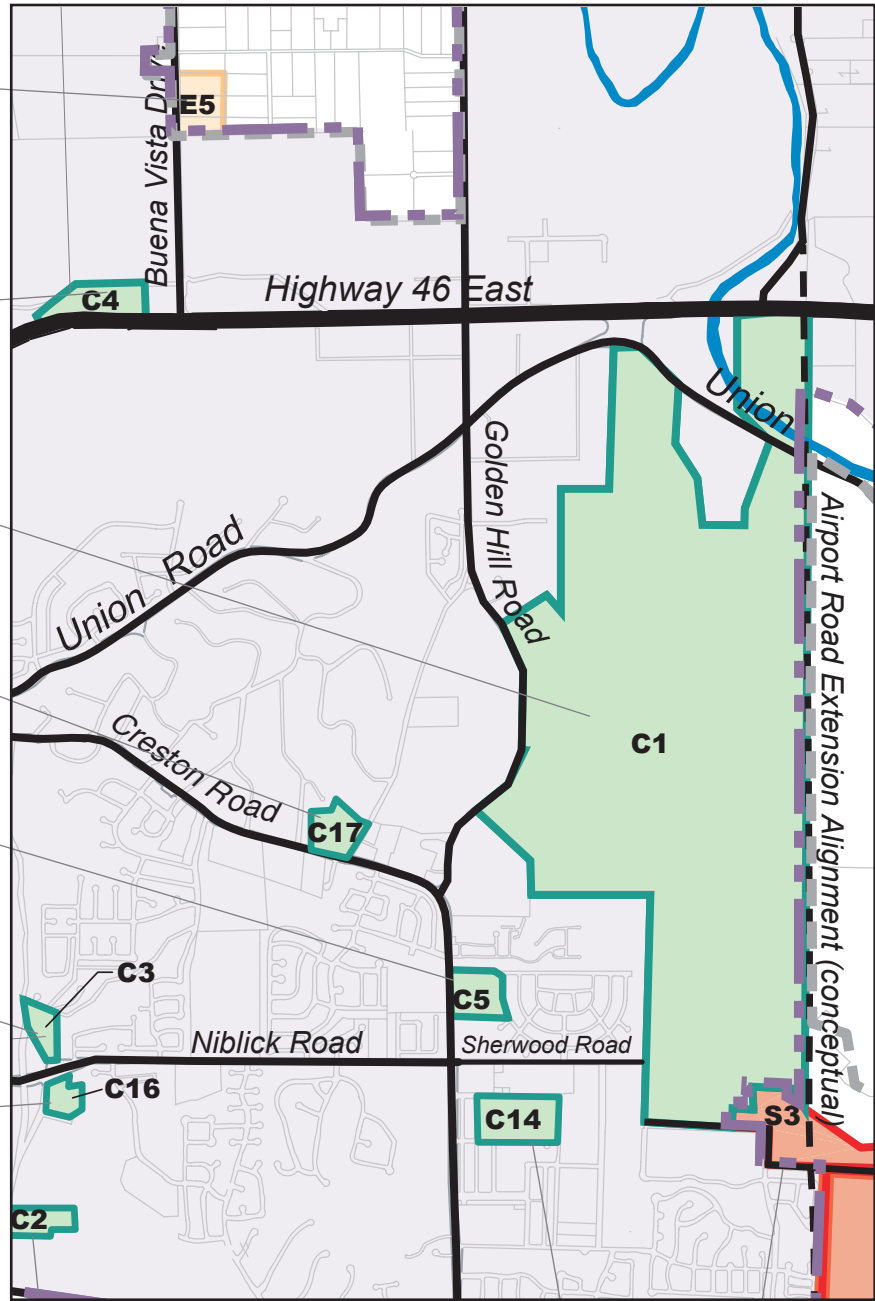 E5
Buena Vista Dri
C4
Highway 46 East
Union
Golden Hill Road
Union Road
Airport Road Extension Alignment (conceptual)
C1
Creston Road
C17
C3
C5
Niblick Road
Sherwood Road
C16
C14
S3
C2